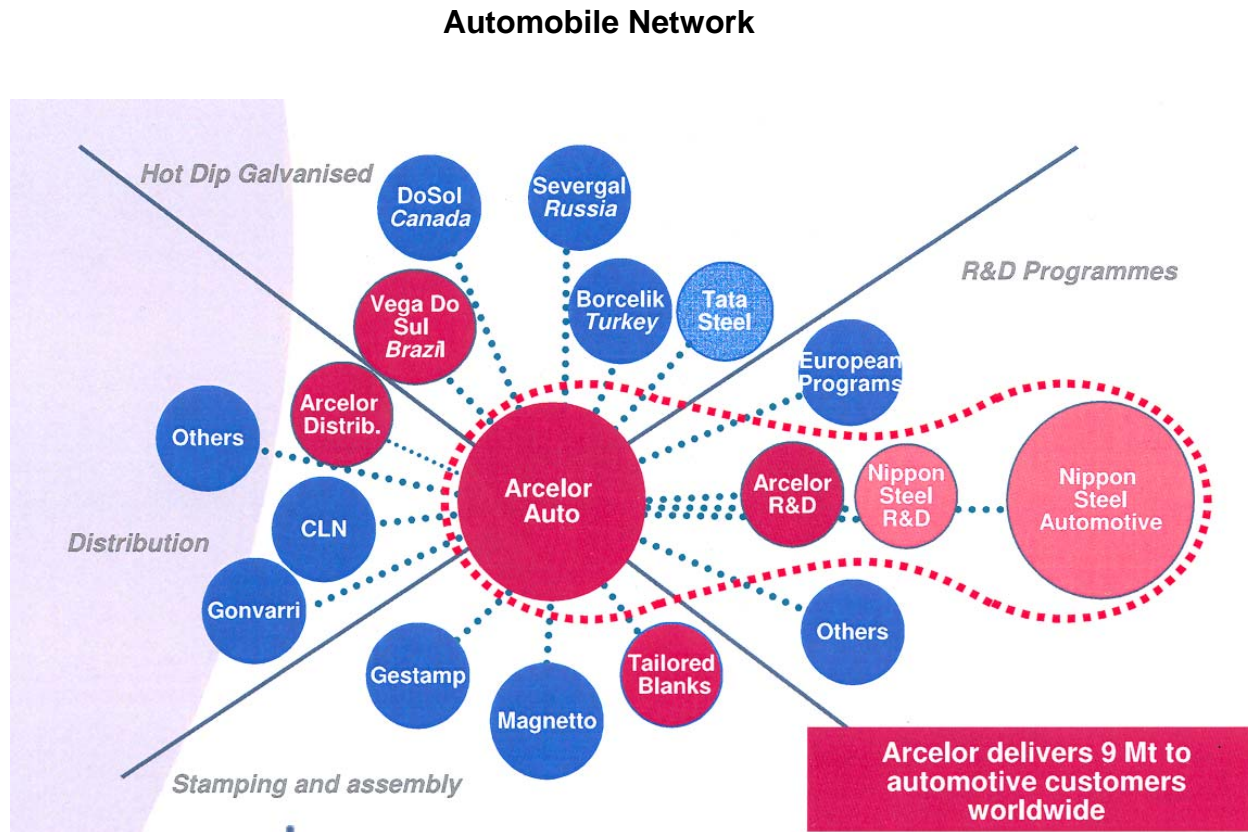 Automobile Network
Hot Dip Galvanised
DoSol
Canada
Severgal
Russia
R&D Programmes
Vega Do
Sul
Brazil
Borcelik
Turkey
Tata
Steel
European
Programs
Arcelor
Distrib.
Others
Arcelor
Auto
Arcelor
R&D
Nippon
Steel
R&D
Nippon
Steel
Automotive
CLN
Distribution
Gonvarri
Gestamp
Magnetto
Tailored
Blanks
Others
Stamping and assembly
Arcelor delivers 9 Mt to
automotive customers
worldwide